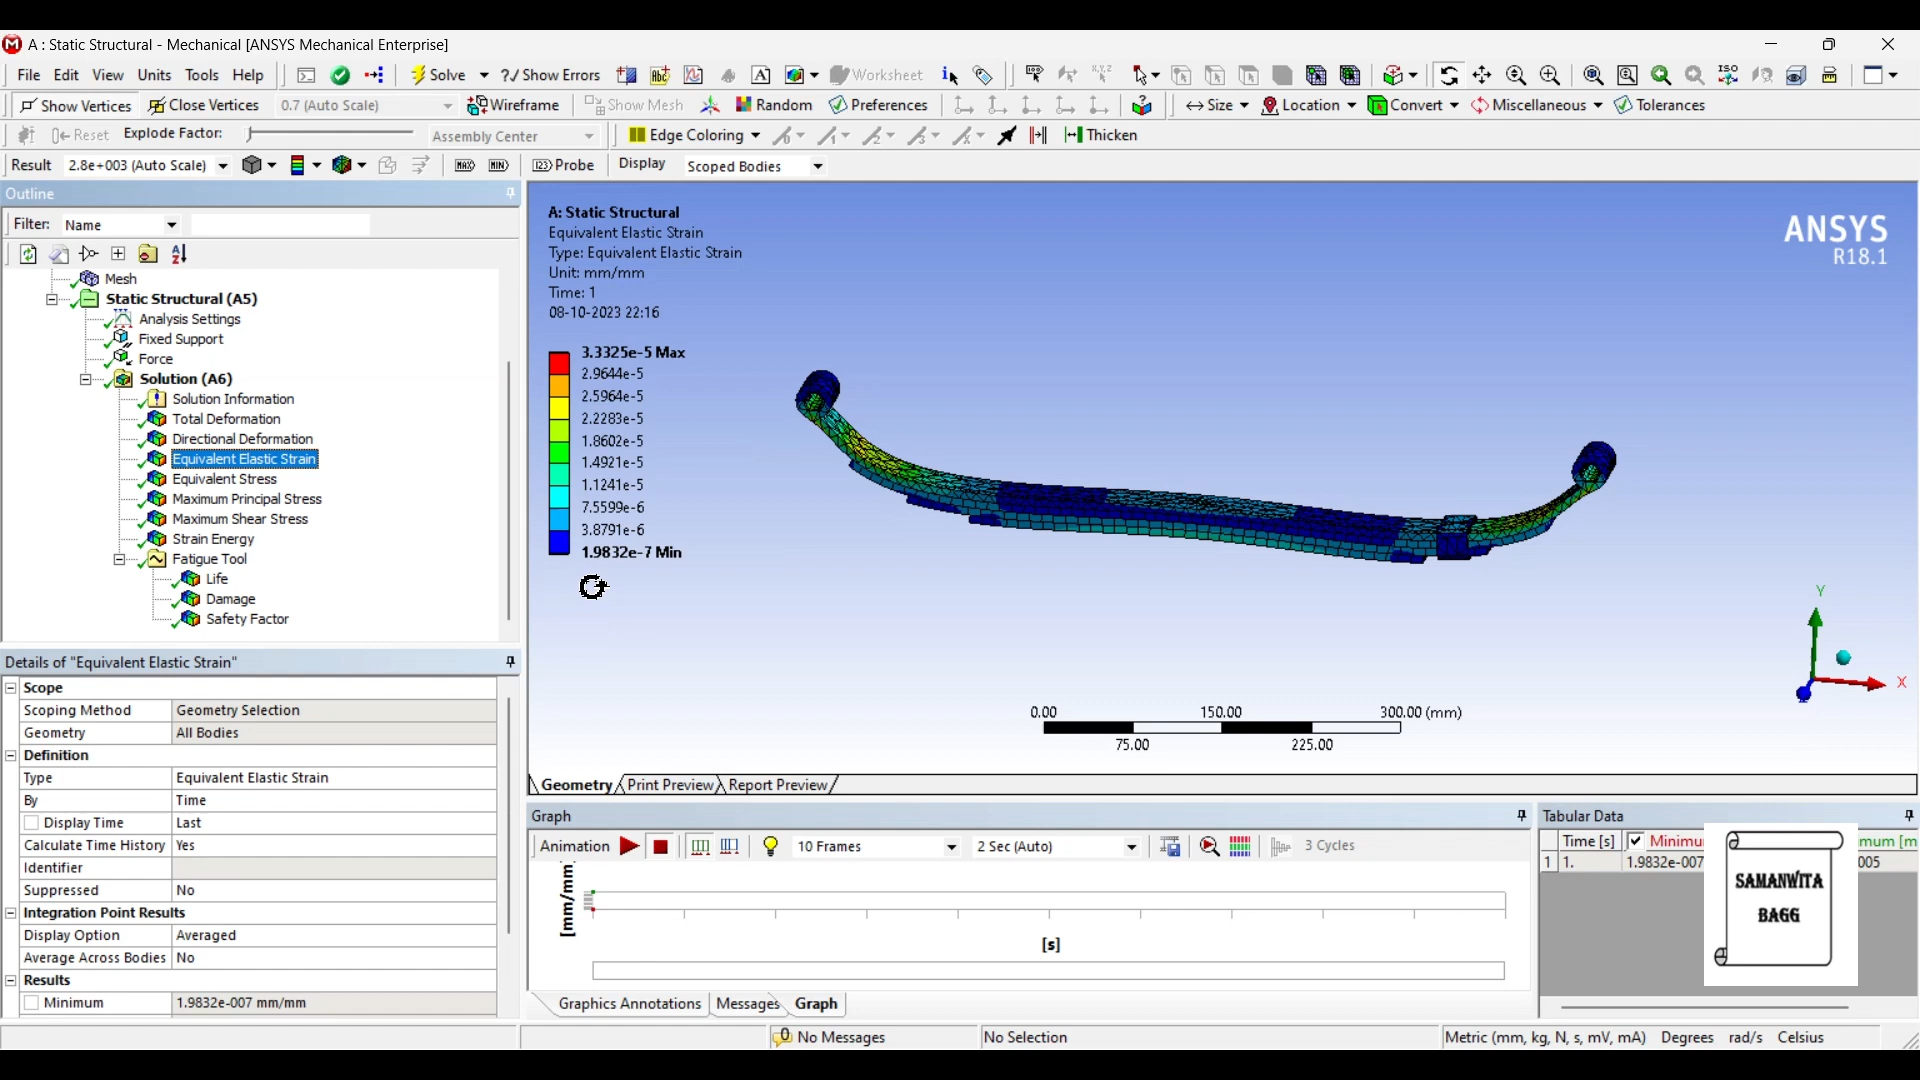 A : Static Structural - Mechanical [ANSYS Mechanical Enterprise]
File Edit View Units Tools Help Solve ?/ Show Errors Worksheet
Show Vertices Close Vertices 0.7 (Auto Scale) Wireframe Show Mesh Random Preferences Size Location Convert Miscellaneous Tolerances
Reset Explode Factor: Assembly Center Edge Coloring Thicken
Result 2.8e+003 (Auto Scale) MAX MIN Probe Display Scoped Bodies
Outline
Filter: Name
Mesh
Static Structural (A5)
Analysis Settings
Fixed Support
Force
Solution (A6)
Solution Information
Total Deformation
Directional Deformation
Equivalent Elastic Strain
Equivalent Stress
Maximum Principal Stress
Maximum Shear Stress
Strain Energy
Fatigue Tool
Life
Damage
Safety Factor
Details of "Equivalent Elastic Strain"
Scope
Scoping Method Geometry Selection
Geometry All Bodies
Definition
Type Equivalent Elastic Strain
By Time
Display Time Last
Calculate Time History Yes
Identifier
Suppressed No
Integration Point Results
Display Option Averaged
Average Across Bodies No
Results
Minimum 1.9832e-007 mm/mm
A: Static Structural
Equivalent Elastic Strain
Type: Equivalent Elastic Strain
Unit: mm/mm
Time: 1
08-10-2023 22:16
3.3325e-5 Max
2.9644e-5
2.5964e-5
2.2283e-5
1.8602e-5
1.4921e-5
1.1241e-5
7.5599e-6
3.8791e-6
1.9832e-7 Min
ANSYS
R18.1
Y
X
0.00 150.00 300.00 (mm)
75.00 225.00
Geometry Print Preview Report Preview
Graph
Animation 10 Frames 2 Sec (Auto) 3 Cycles
[mm/mm]
[s]
Graphics Annotations Messages Graph
Tabular Data
Time [s] Minimu mum [m
1 1. 1.9832e-007 005
SAMANWITA
BAGG
No Messages No Selection Metric (mm, kg, N, s, mV, mA) Degrees rad/s Celsius